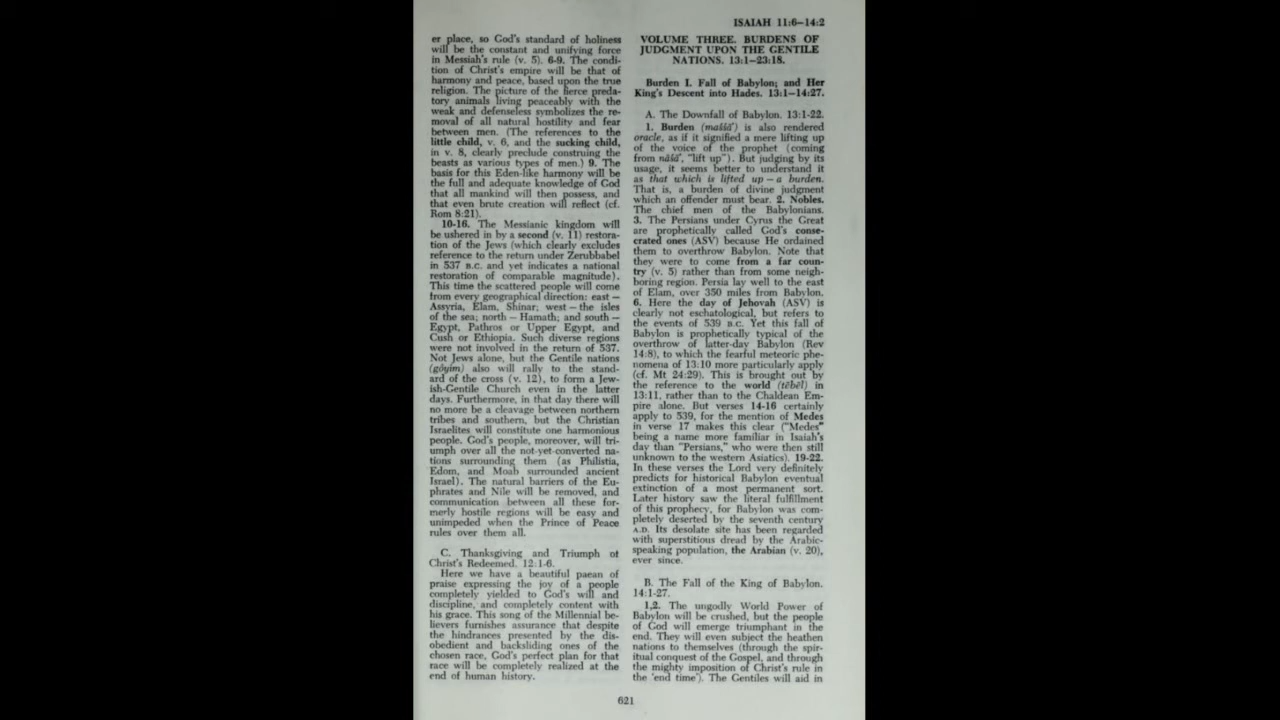 ISAIAH 11:6–14:2
er place, so God's standard of holiness
will be the constant and unifying force
in Messiah's rule (v. 5). 6-9. The condi-
tion of Christ's empire will be that of
harmony and peace, based upon the true
religion. The picture of the fierce preda-
tory animals living peaceably with the
weak and defenseless symbolizes the re-
moval of all natural hostility and fear
between men. (The references to the
little child, v. 6, and the sucking child,
in v. 8, clearly preclude construing the
beasts as various types of men.) 9. The
basis for this Eden-like harmony will be
the full and adequate knowledge of God
that all mankind will then possess, and
that even brute creation will reflect (cf.
Rom 8:21).
10-16. The Messianic kingdom will
be ushered in by a second (v. 11) restora-
tion of the Jews (which clearly excludes
reference to the return under Zerubbabel
in 537 B.C. and yet indicates a national
restoration of comparable magnitude).
This time the scattered people will come
from every geographical direction: east –
Assyria, Elam, Shinar; west – the isles
of the sea; north – Hamath; and south –
Egypt, Pathros or Upper Egypt, and
Cush or Ethiopia. Such diverse regions
were not involved in the return of 537.
Not Jews alone, but the Gentile nations
(gôyîm) also will rally to the stand-
ard of the cross (v. 12), to form a Jew-
ish-Gentile Church even in the latter
days. Furthermore, in that day there will
no more be a cleavage between northern
tribes and southern, but the Christian
Israelites will constitute one harmonious
people. God's people, moreover, will tri-
umph over all the not-yet-converted na-
tions surrounding them (as Philistia,
Edom, and Moab surrounded ancient
Israel). The natural barriers of the Eu-
phrates and Nile will be removed, and
communication between all these for-
merly hostile regions will be easy and
unimpeded when the Prince of Peace
rules over them all.
C. Thanksgiving and Triumph of
Christ's Redeemed. 12:1-6.
Here we have a beautiful paean of
praise expressing the joy of a people
completely yielded to God's will and
discipline, and completely content with
his grace. This song of the Millennial be-
lievers furnishes assurance that despite
the hindrances presented by the dis-
obedient and backsliding ones of the
chosen race, God's perfect plan for that
race will be completely realized at the
end of human history.
VOLUME THREE. BURDENS OF
JUDGMENT UPON THE GENTILE
NATIONS. 13:1–23:18.
Burden I. Fall of Babylon; and Her
King's Descent into Hades. 13:1–14:27.
A. The Downfall of Babylon. 13:1-22.
1. Burden (maśśā') is also rendered
oracle, as if it signified a mere lifting up
of the voice of the prophet (coming
from nāśā', "lift up"). But judging by its
usage, it seems better to understand it
as that which is lifted up – a burden.
That is, a burden of divine judgment
which an offender must bear. 2. Nobles.
The chief men of the Babylonians.
3. The Persians under Cyrus the Great
are prophetically called God's conse-
crated ones (ASV) because He ordained
them to overthrow Babylon. Note that
they were to come from a far coun-
try (v. 5) rather than from some neigh-
boring region. Persia lay well to the east
of Elam, over 350 miles from Babylon.
6. Here the day of Jehovah (ASV) is
clearly not eschatological, but refers to
the events of 539 B.C. Yet this fall of
Babylon is prophetically typical of the
overthrow of latter-day Babylon (Rev
14:8), to which the fearful meteoric phe-
nomena of 13:10 more particularly apply
(cf. Mt 24:29). This is brought out by
the reference to the world (tēbēl) in
13:11, rather than to the Chaldean Em-
pire alone. But verses 14-16 certainly
apply to 539, for the mention of Medes
in verse 17 makes this clear ("Medes"
being a name more familiar in Isaiah's
day than "Persians," who were then still
unknown to the western Asiatics). 19-22.
In these verses the Lord very definitely
predicts for historical Babylon eventual
extinction of a most permanent sort.
Later history saw the literal fulfillment
of this prophecy, for Babylon was com-
pletely deserted by the seventh century
A.D. Its desolate site has been regarded
with superstitious dread by the Arabic-
speaking population, the Arabian (v. 20),
ever since.
B. The Fall of the King of Babylon.
14:1-27.
1,2. The ungodly World Power of
Babylon will be crushed, but the people
of God will emerge triumphant in the
end. They will even subject the heathen
nations to themselves (through the spir-
itual conquest of the Gospel, and through
the mighty imposition of Christ's rule in
the 'end time'). The Gentiles will aid in
621